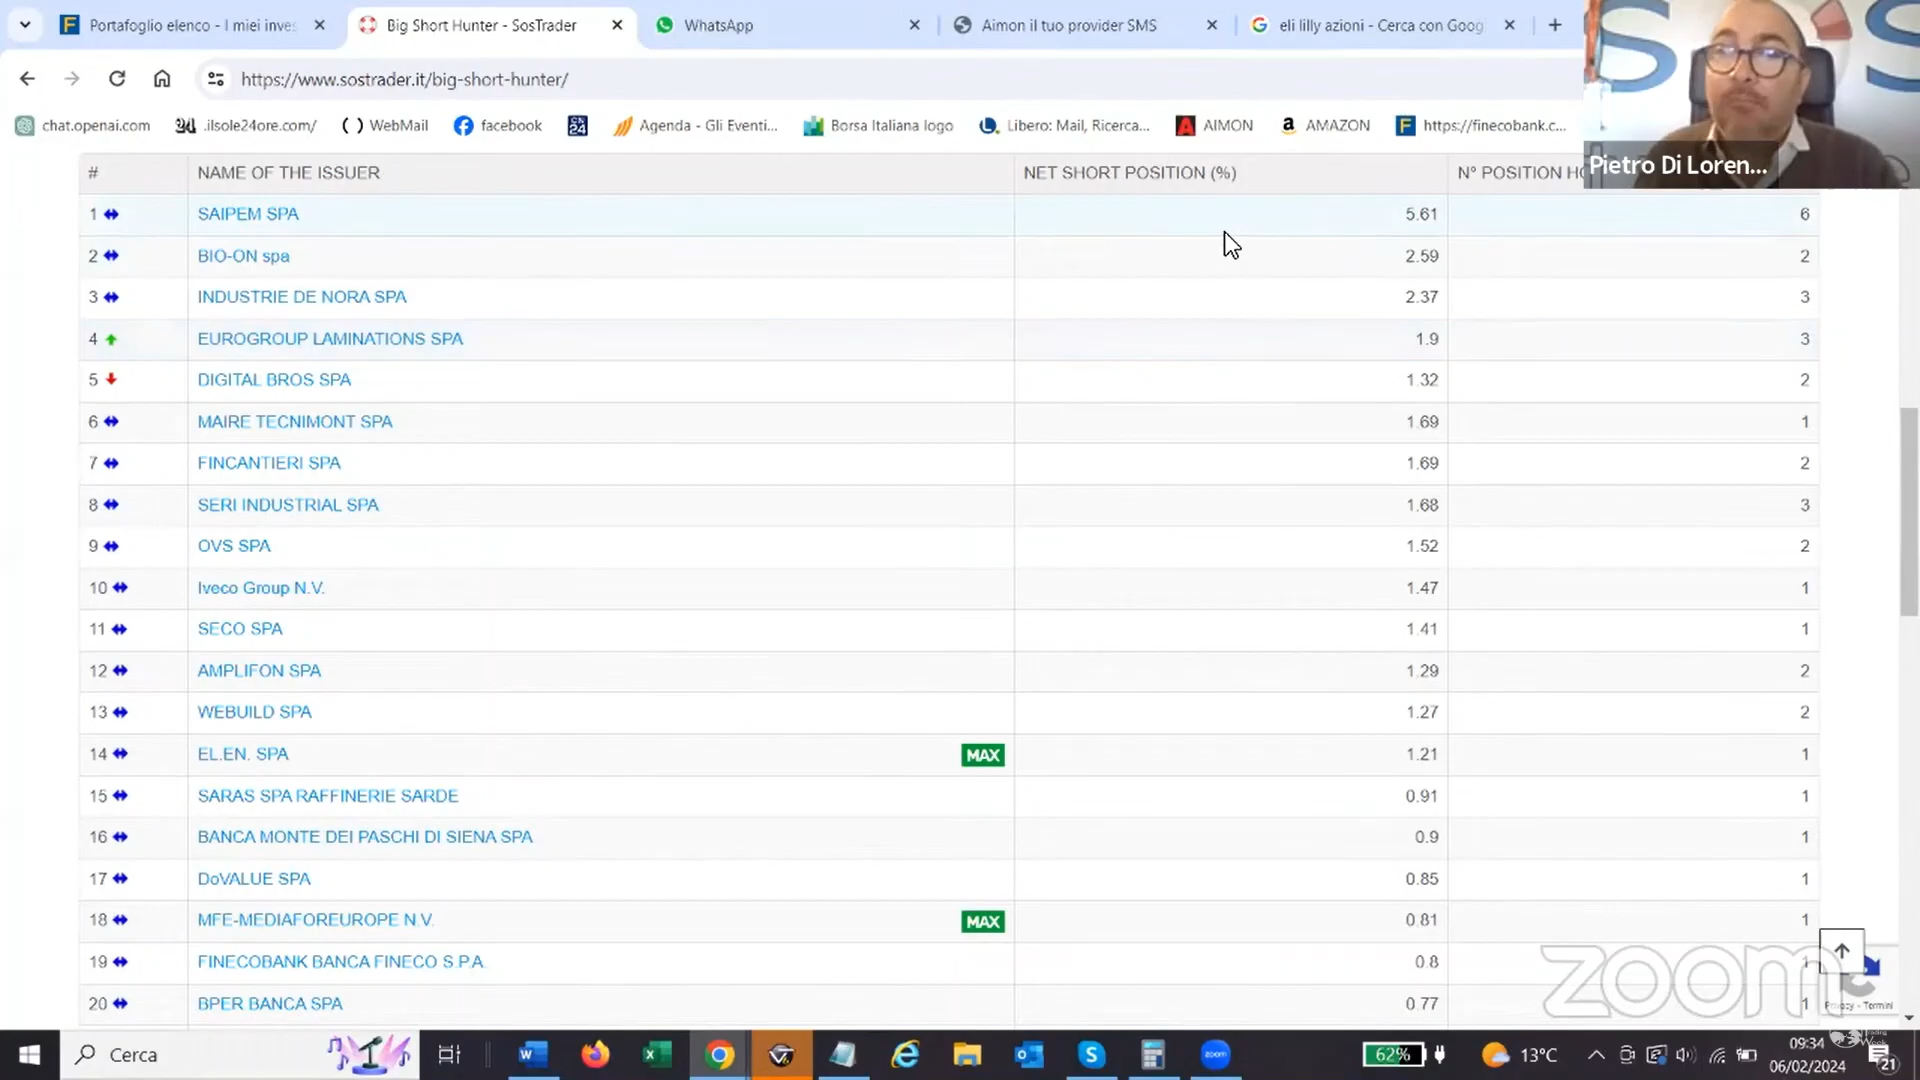 Portafoglio elenco - I miei inves
Big Short Hunter - SosTrader
WhatsApp
Aimon il tuo provider SMS
eli lilly azioni - Cerca con Goog
https://www.sostrader.it/big-short-hunter/
chat.openai.com
.ilsole24ore.com/
WebMail
facebook
CN 24
Agenda - Gli Eventi...
Borsa Italiana logo
Libero: Mail, Ricerca...
AIMON
AMAZON
https://finecobank.c...
Pietro Di Loren...
# NAME OF THE ISSUER NET SHORT POSITION (%) N° POSITION HO
1 SAIPEM SPA 5.61 6
2 BIO-ON spa 2.59 2
3 INDUSTRIE DE NORA SPA 2.37 3
4 EUROGROUP LAMINATIONS SPA 1.9 3
5 DIGITAL BROS SPA 1.32 2
6 MAIRE TECNIMONT SPA 1.69 1
7 FINCANTIERI SPA 1.69 2
8 SERI INDUSTRIAL SPA 1.68 3
9 OVS SPA 1.52 2
10 Iveco Group N.V. 1.47 1
11 SECO SPA 1.41 1
12 AMPLIFON SPA 1.29 2
13 WEBUILD SPA 1.27 2
14 EL.EN. SPA MAX 1.21 1
15 SARAS SPA RAFFINERIE SARDE 0.91 1
16 BANCA MONTE DEI PASCHI DI SIENA SPA 0.9 1
17 DoVALUE SPA 0.85 1
18 MFE-MEDIAFOREUROPE N.V. MAX 0.81 1
19 FINECOBANK BANCA FINECO S.P.A. 0.8
20 BPER BANCA SPA 0.77 1
zoom
Privacy - Termini
Cerca
zoom
62%
13°C
09:34
06/02/2024
21